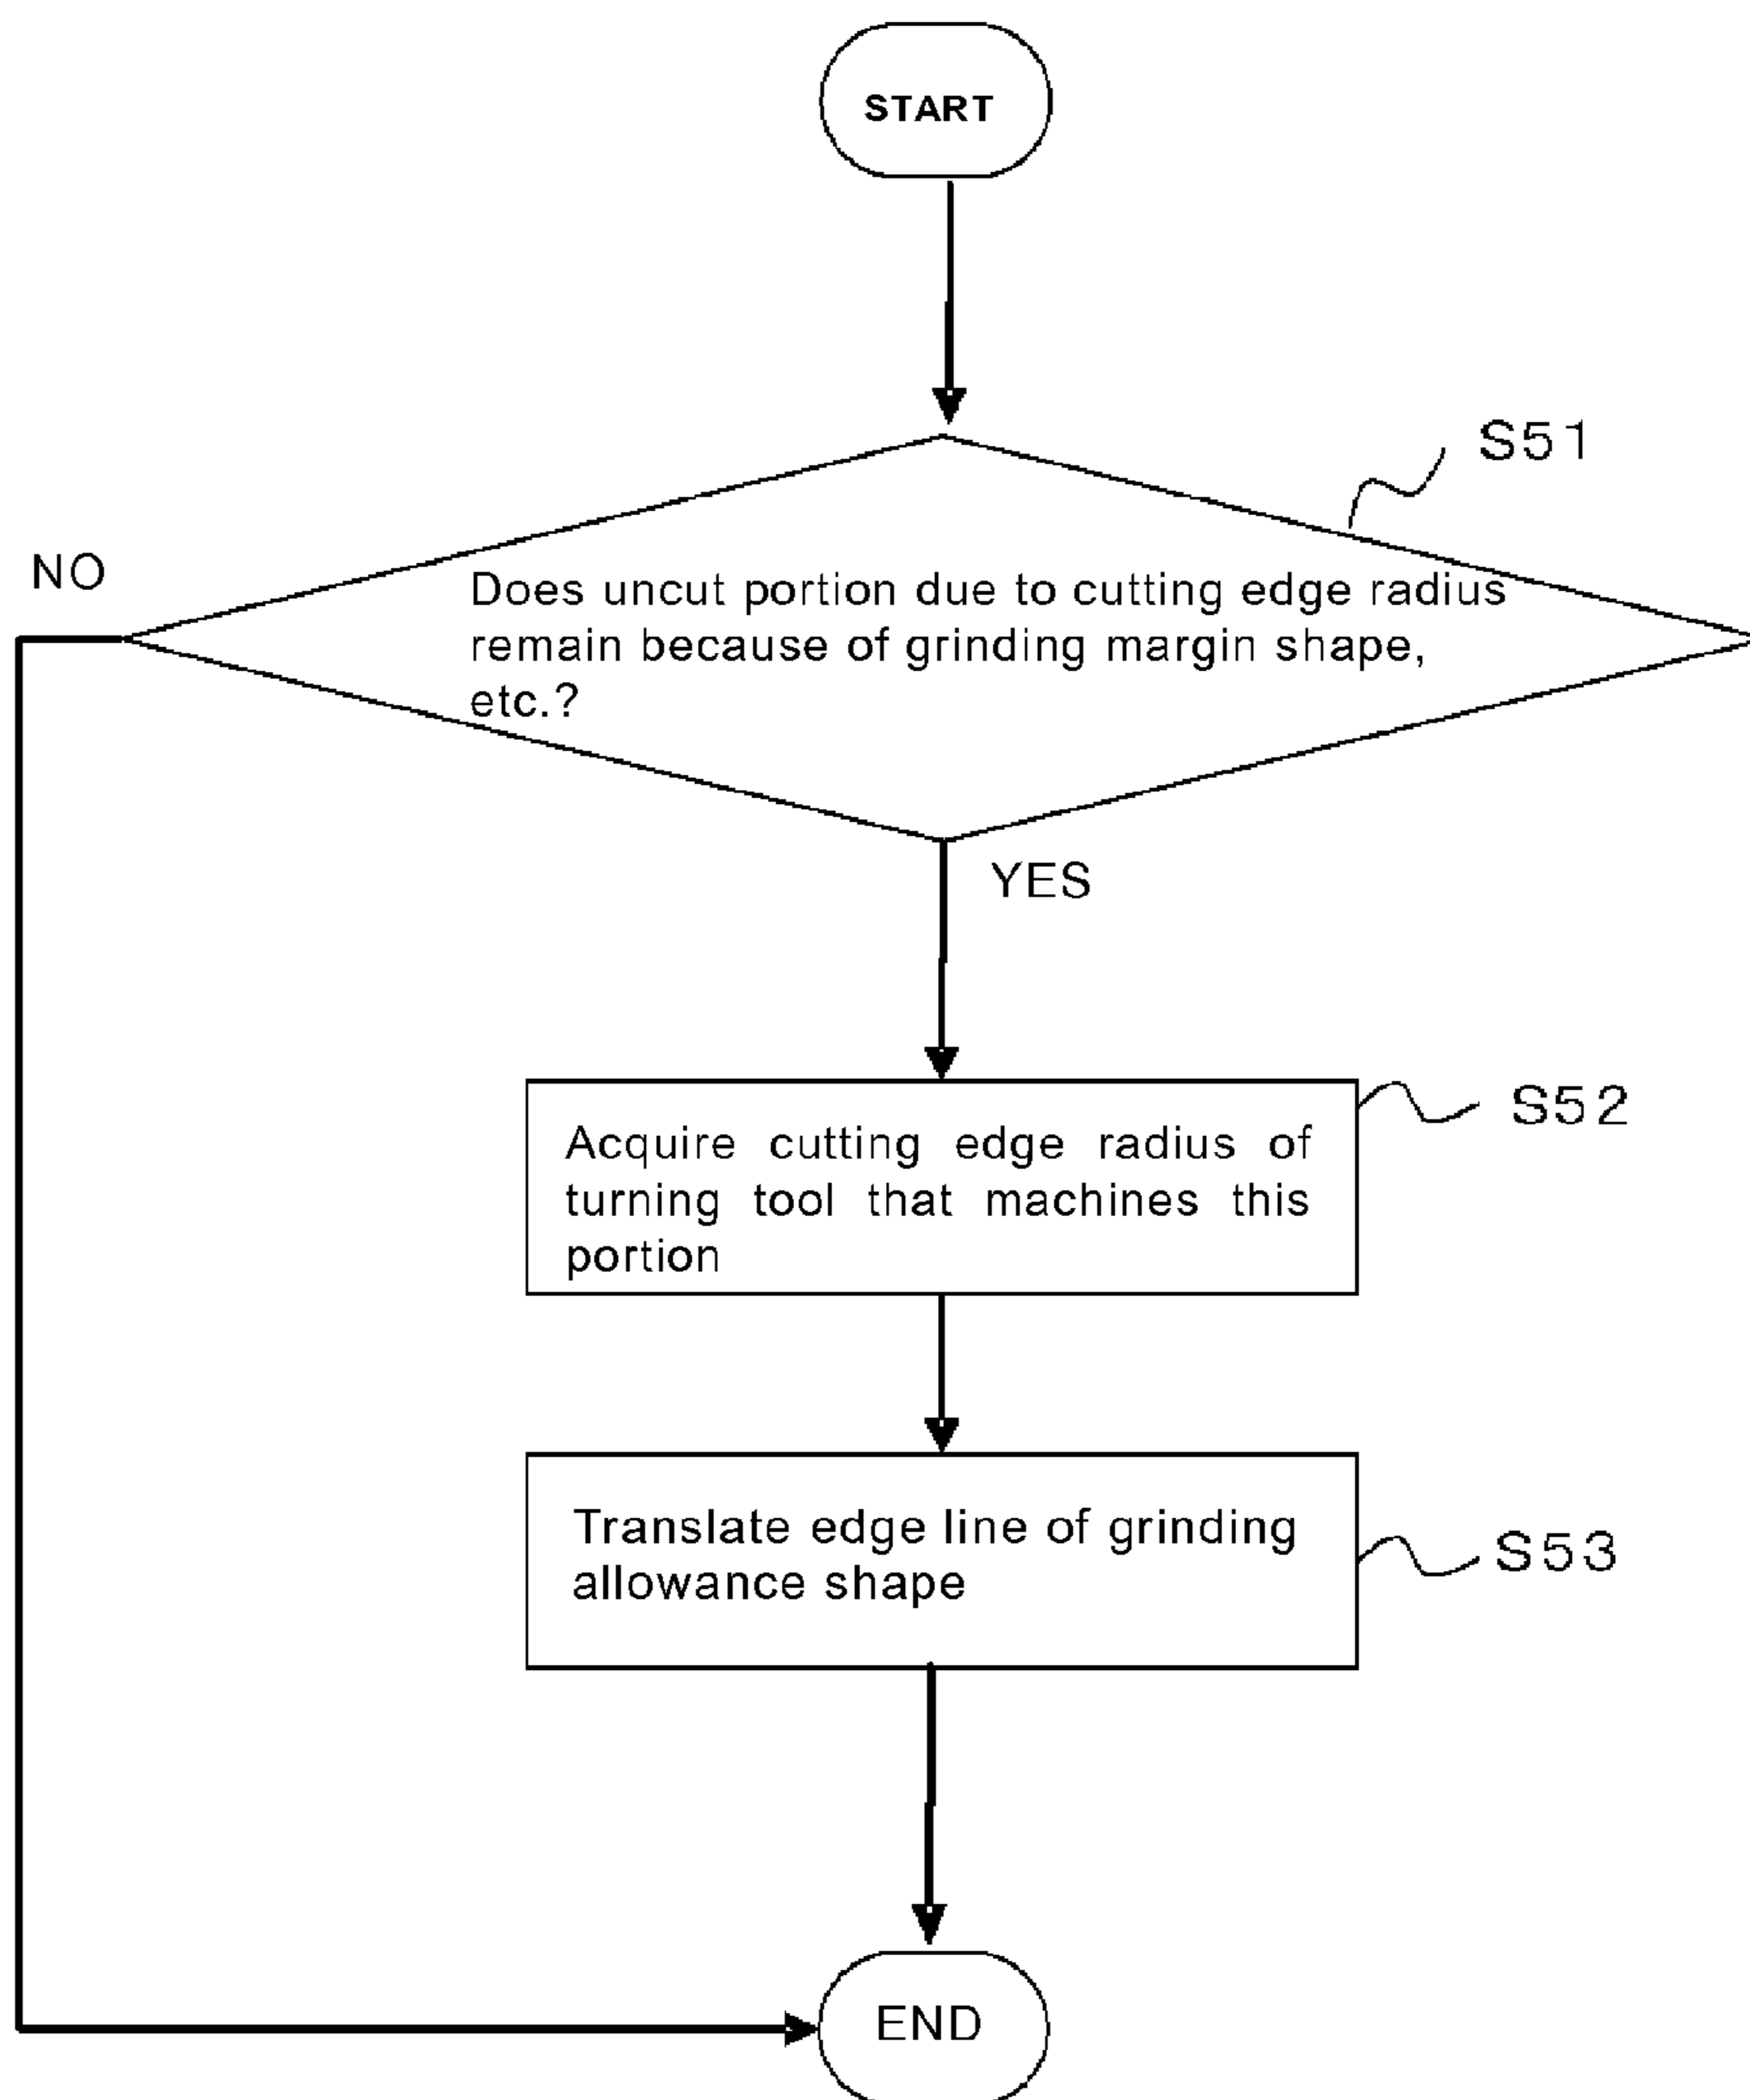 START
S51
NO
Does uncut portion due to cutting edge radius
remain because of grinding margin shape,
etc.?
YES
S52
Acquire cutting edge radius of
turning tool that machines this
portion
Translate edge line of grinding
allowance shape
S53
END